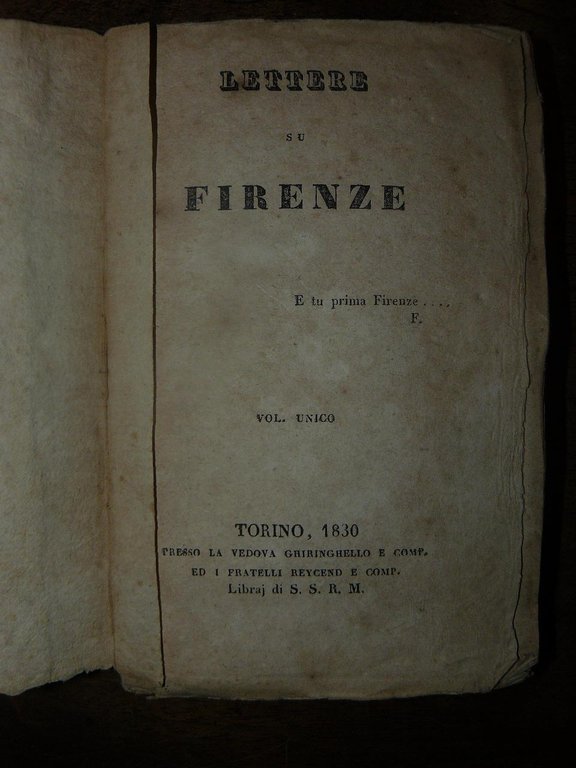 LETTERE
SU
FIRENZE
E tu prima Firenze ....
F.
VOL. UNICO
TORINO, 1830
PRESSO LA VEDOVA GHIRINGHELLO E COMP.
ED I FRATELLI REYCEND E COMP.
Libraj di S. S. R. M.